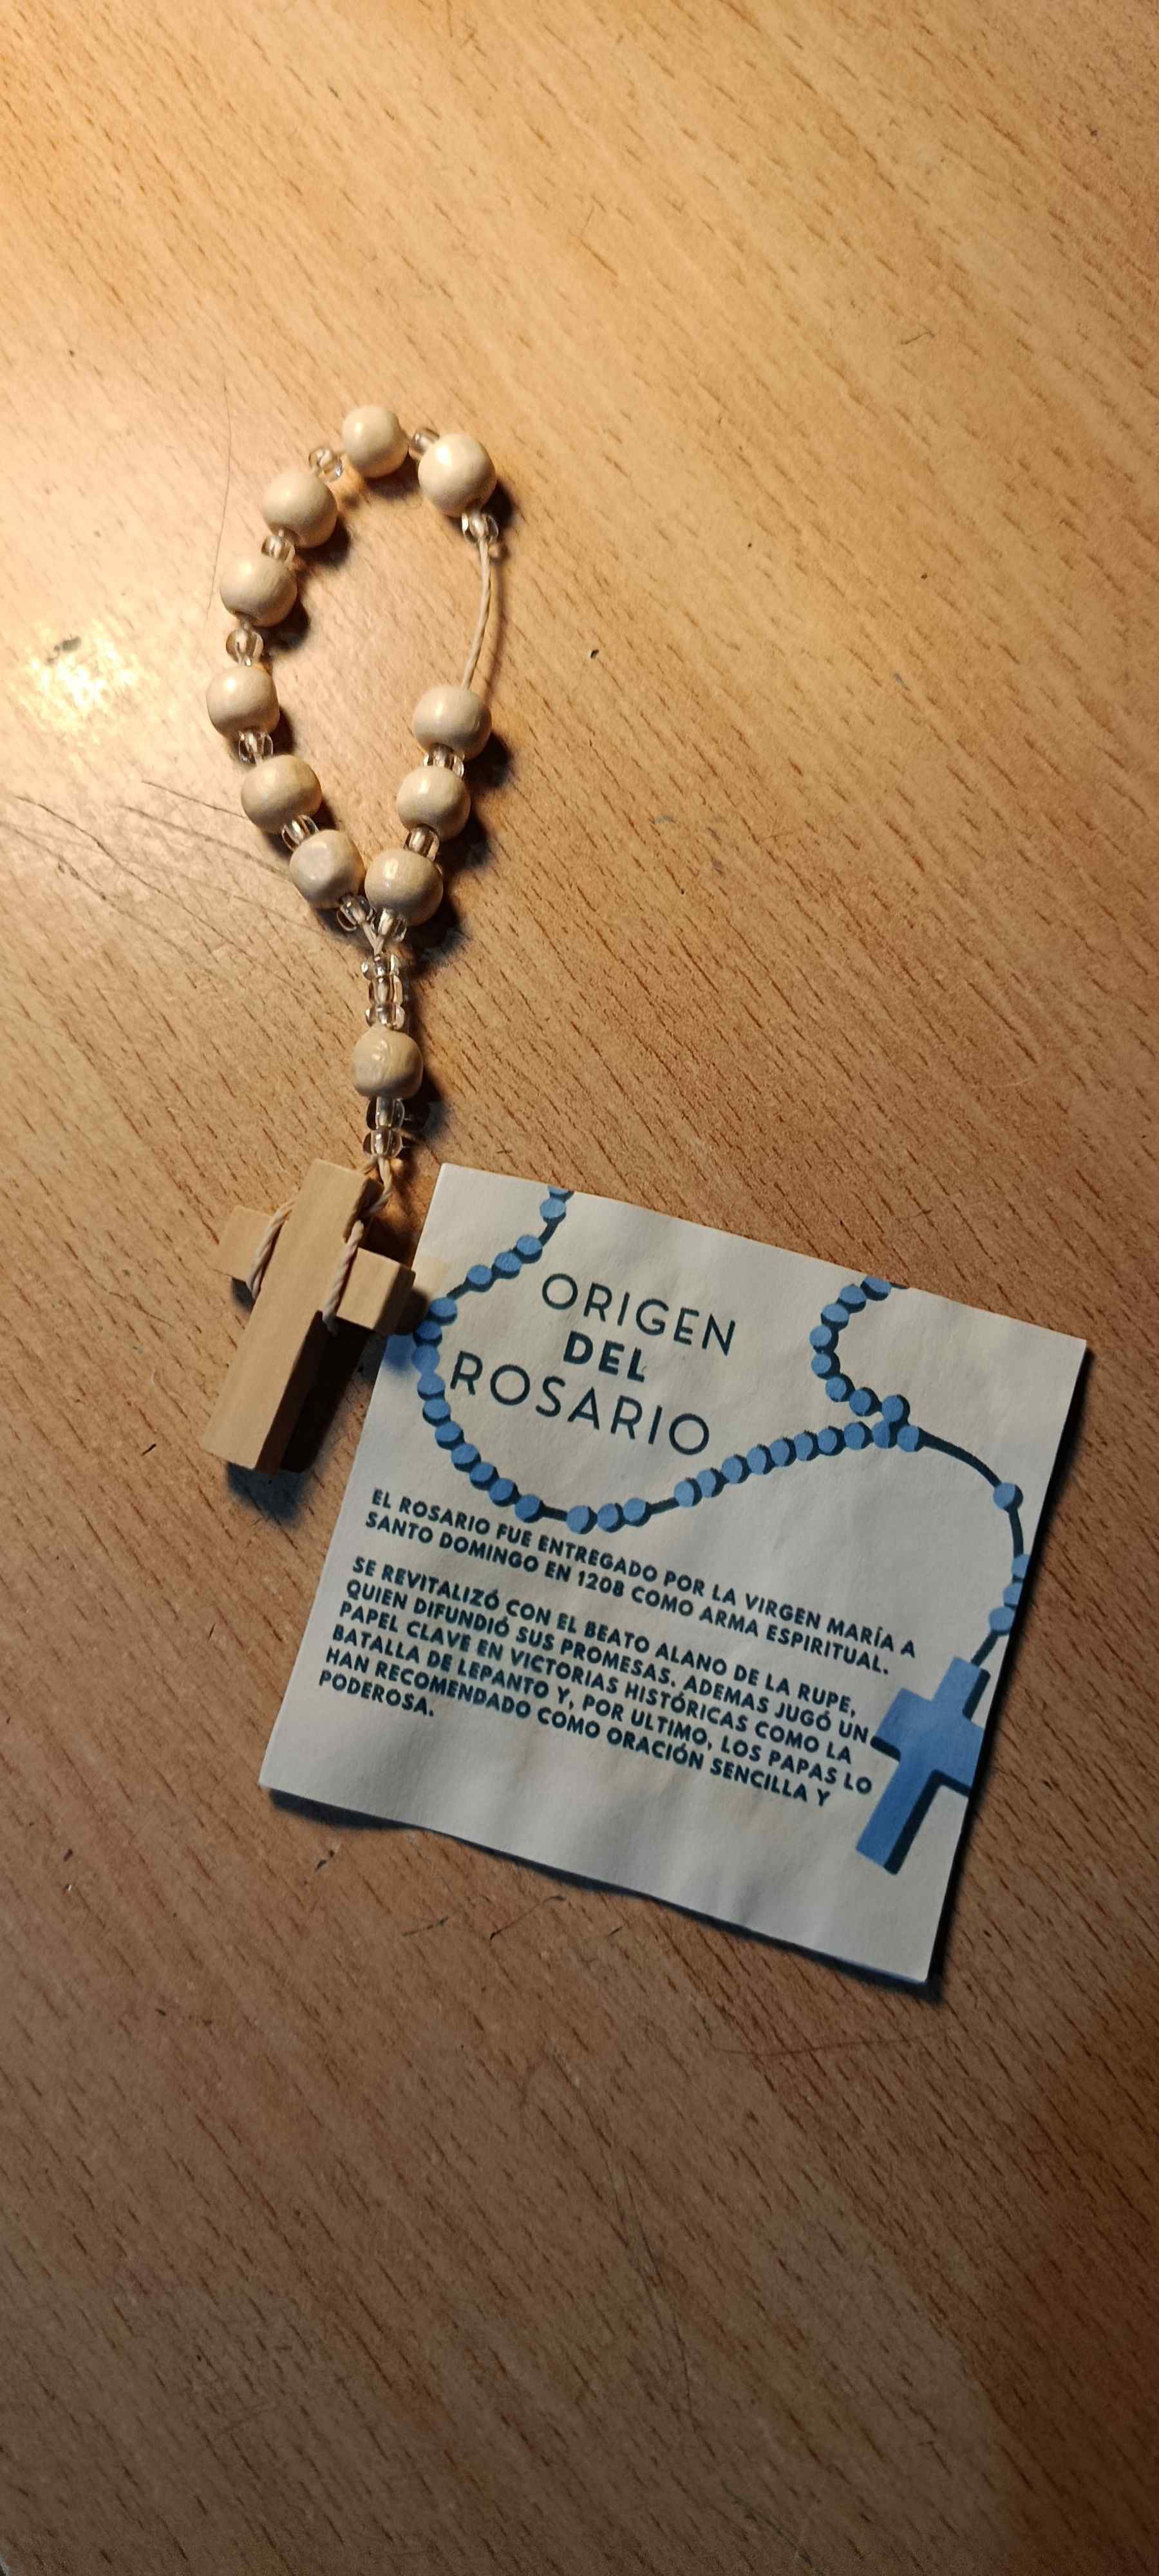 ORIGEN
DEL
ROSARIO
EL ROSARIO FUE ENTREGADO POR LA VIRGEN MARÍA A
SANTO DOMINGO EN 1208 COMO ARMA ESPIRITUAL.
SE REVITALIZÓ CON EL BEATO ALANO DE LA RUPE,
QUIEN DIFUNDIÓ SUS PROMESAS. ADEMAS JUGÓ UN
PAPEL CLAVE EN VICTORIAS HISTÓRICAS COMO LA
BATALLA DE LEPANTO Y, POR ULTIMO, LOS PAPAS LO
HAN RECOMENDADO COMO ORACIÓN SENCILLA Y
PODEROSA.